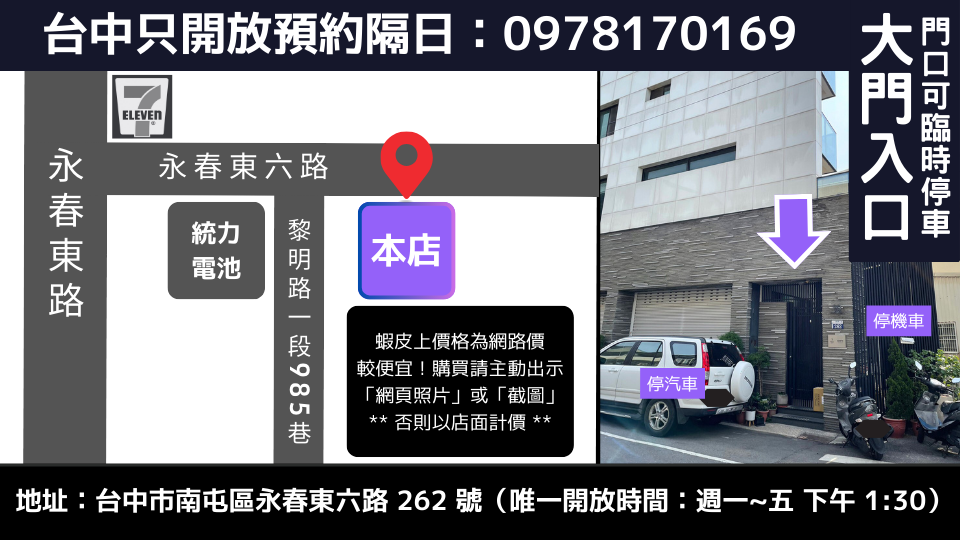 台中只開放預約隔日：0978170169
大門入口
門口可臨時停車
7
ELEVEN
永春東路
永春東六路
統力
電池
黎明路一段985巷
本店
蝦皮上價格為網路價
較便宜！購買請主動出示
「網頁照片」或「截圖」
** 否則以店面計價 **
停機車
停汽車
地址：台中市南屯區永春東六路 262 號（唯一開放時間：週一~五 下午 1:30）